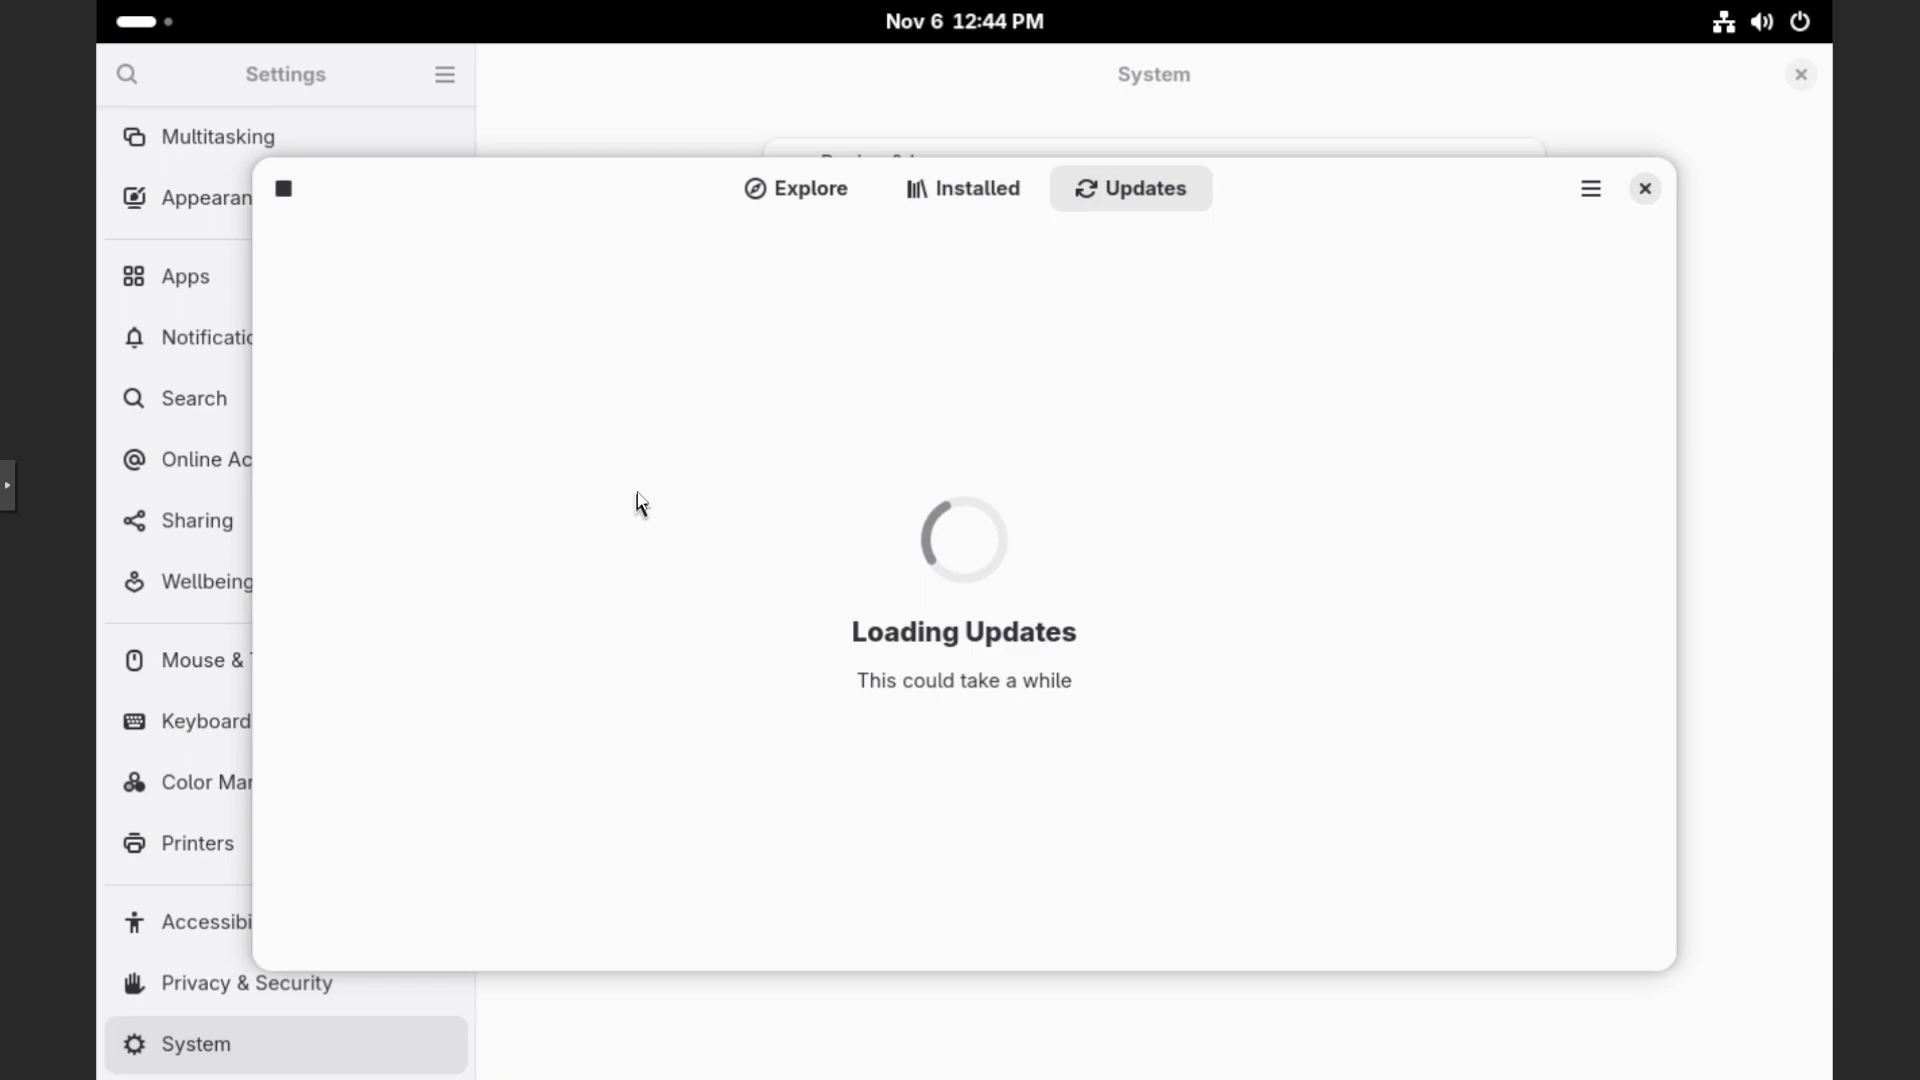 Nov 6 12:44 PM
Settings
System
Multitasking
Appearan
Apps
Notificatio
Search
Online Ac
Sharing
Wellbeing
Mouse & T
Keyboard
Color Mar
Printers
Accessibi
Privacy & Security
System
Explore
Installed
Updates
Loading Updates
This could take a while